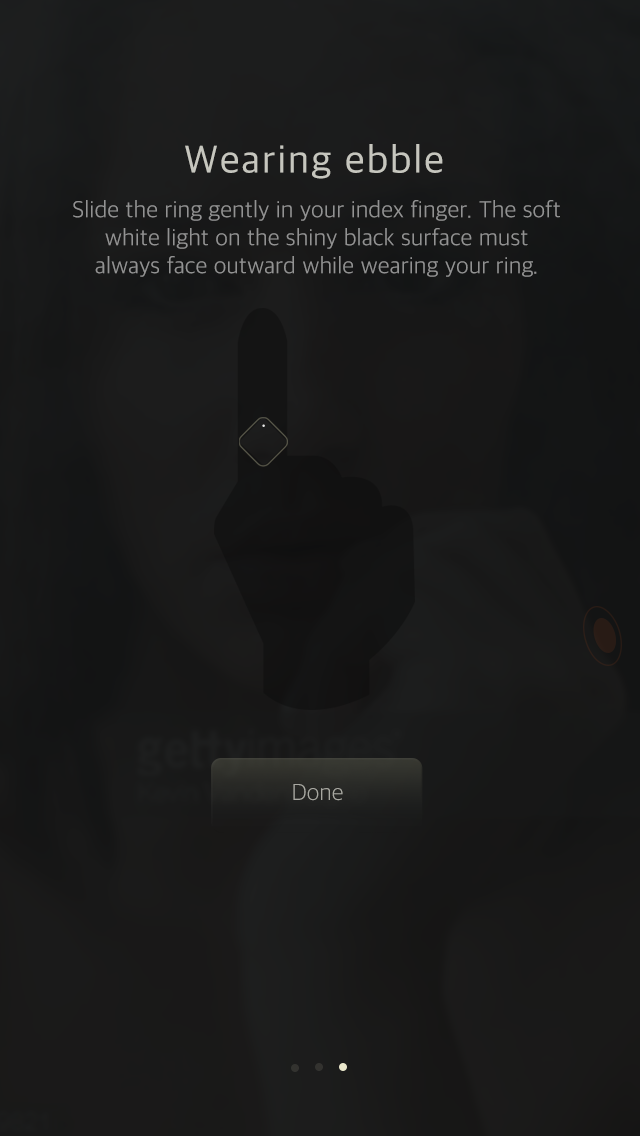 Wearing ebble
Slide the ring gently in your index finger. The soft
white light on the shiny black surface must
always face outward while wearing your ring.
gettyimages
Done